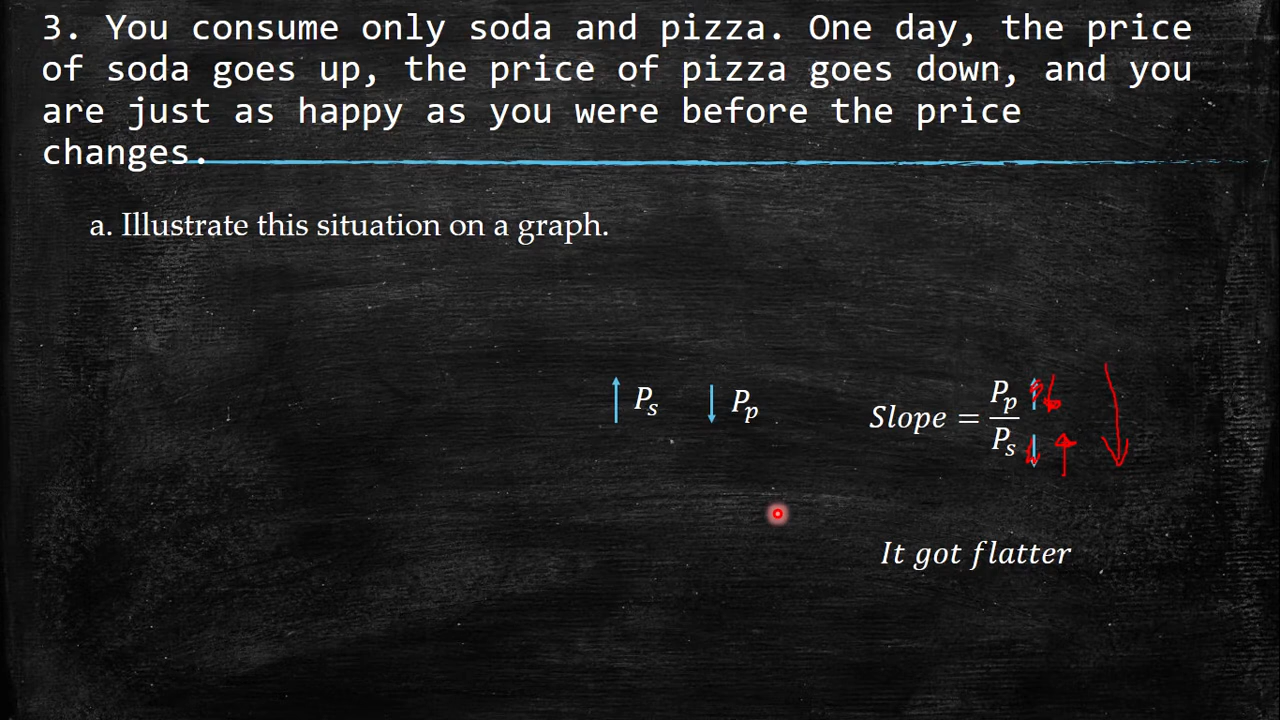 3. You consume only soda and pizza. One day, the price
of soda goes up, the price of pizza goes down, and you
are just as happy as you were before the price
changes.
a. Illustrate this situation on a graph.
↑ Pₛ ↓ Pₚ Slope = Pₚ/Pₛ
It got flatter